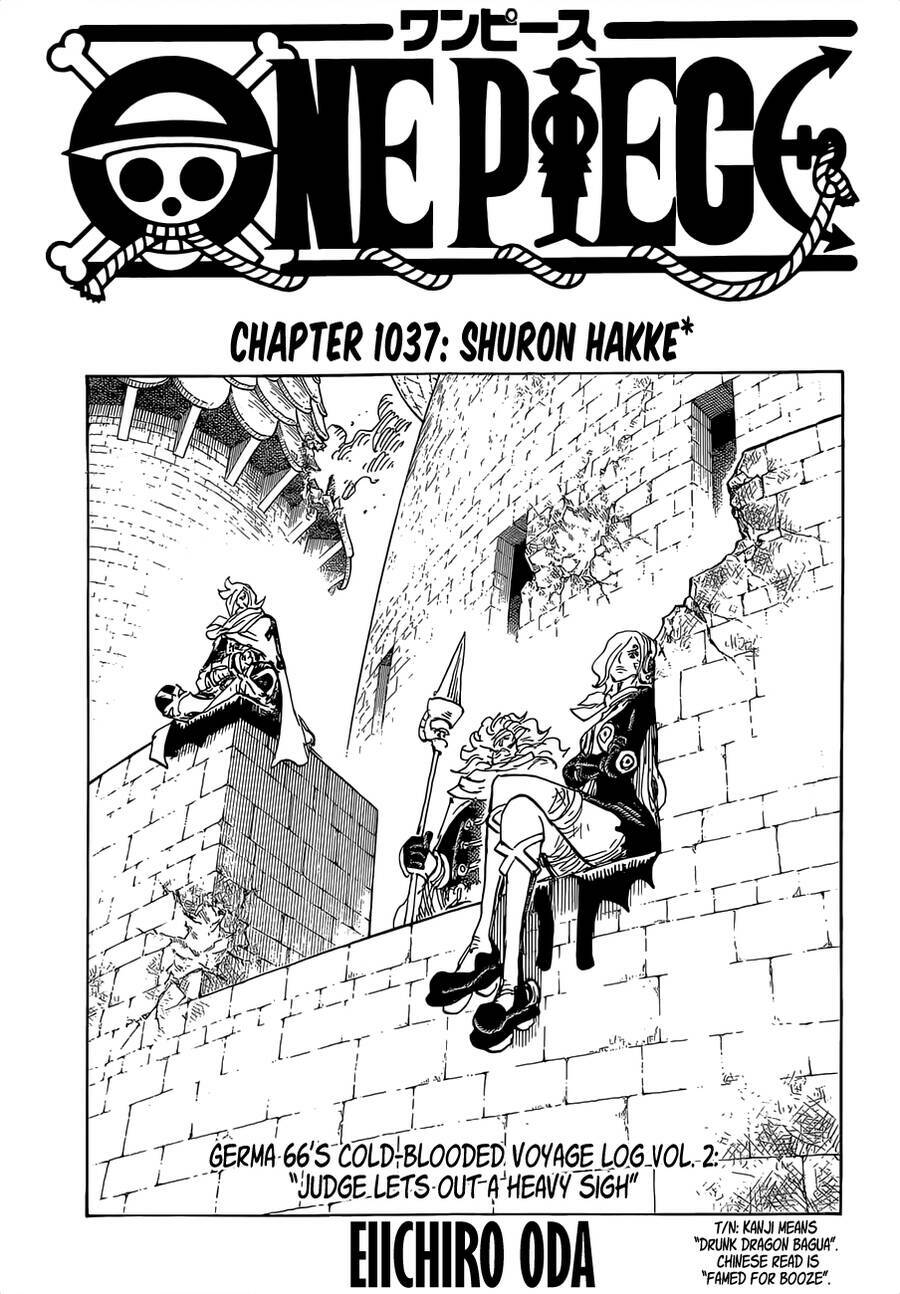 ワンピース
ONE PIECE
CHAPTER 1037: SHURON HAKKE*
GERMA 66'S COLD-BLOODED VOYAGE LOG VOL. 2:
"JUDGE LETS OUT A HEAVY SIGH"
EIICHIRO ODA
T/N: KANJI MEANS
"DRUNK DRAGON BAGUA".
CHINESE READ IS
"FAMED FOR BOOZE".